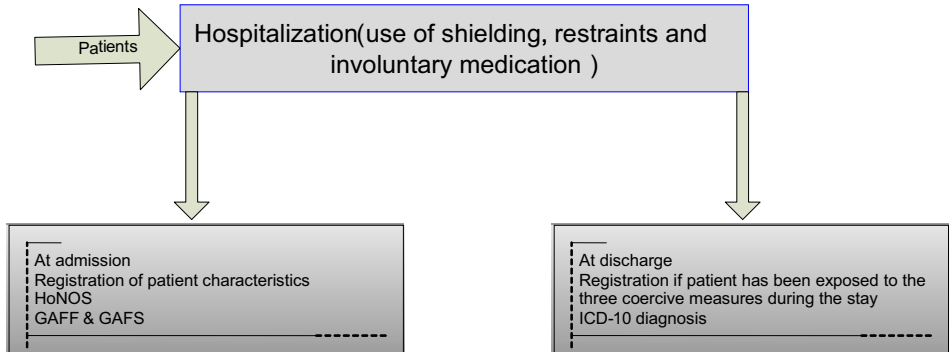 Patients
Hospitalization(use of shielding, restraints and
involuntary medication )
At admission
Registration of patient characteristics
HoNOS
GAFF & GAFS
At discharge
Registration if patient has been exposed to the
three coercive measures during the stay
ICD-10 diagnosis